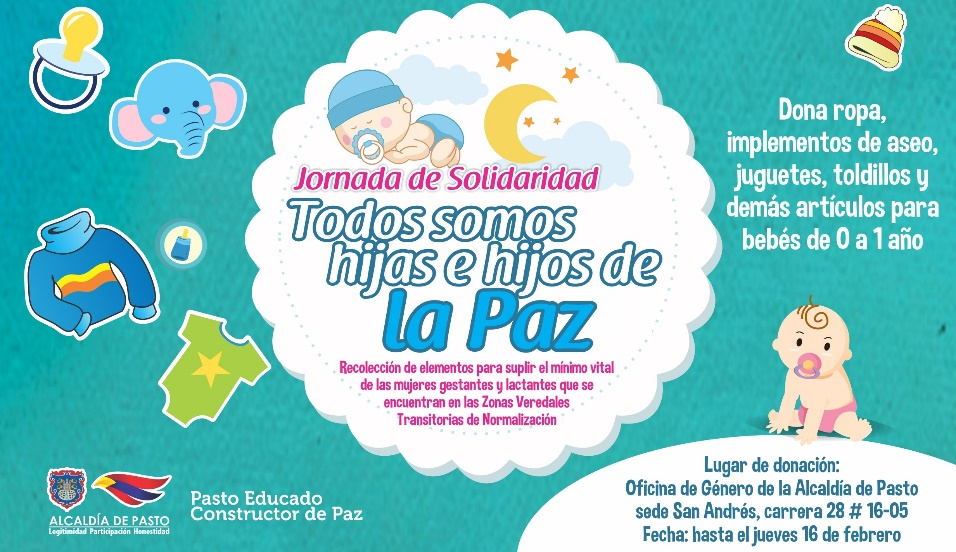 Jornada de Solidaridad
Todos somos
hijas e hijos de
la Paz
Recolección de elementos para suplir el mínimo vital
de las mujeres gestantes y lactantes que se
encuentran en las Zonas Veredales
Transitorias de Normalización
Dona ropa,
implementos de aseo,
juguetes, toldillos y
demás artículos para
bebés de 0 a 1 año
Lugar de donación:
Oficina de Género de la Alcaldía de Pasto
sede San Andrés, carrera 28 # 16-05
Fecha: hasta el jueves 16 de febrero
ALCALDÍA DE PASTO
Legitimidad Participación Honestidad
Pasto Educado
Constructor de Paz